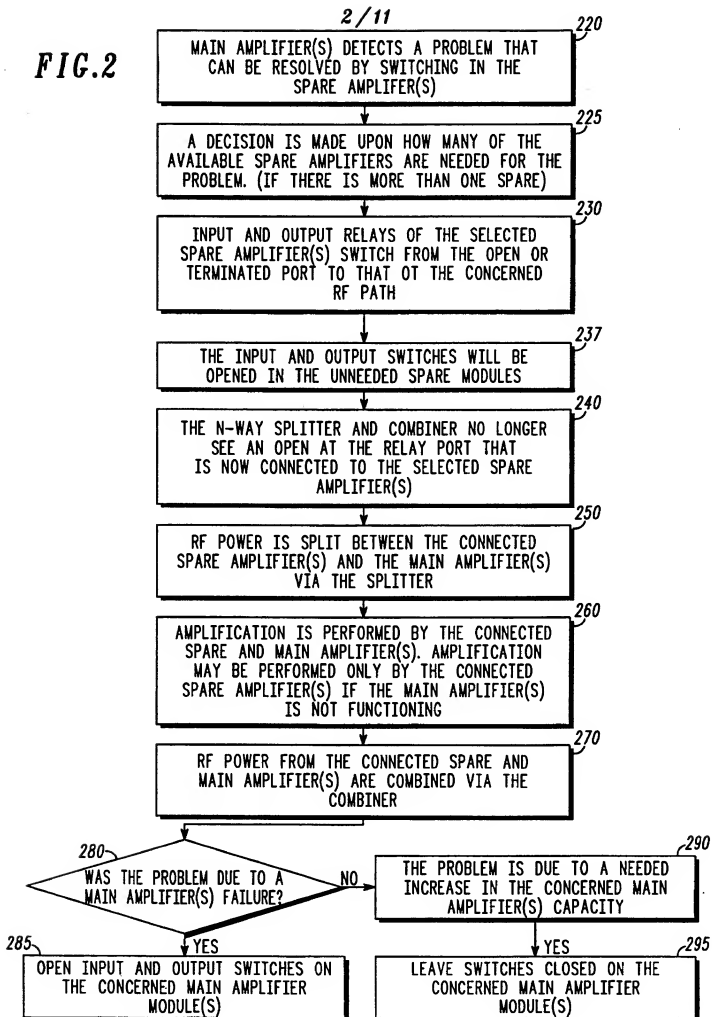 2/11
FIG.2
220
MAIN AMPLIFIER(S) DETECTS A PROBLEM THAT
CAN BE RESOLVED BY SWITCHING IN THE
SPARE AMPLIFER(S)
225
A DECISION IS MADE UPON HOW MANY OF THE
AVAILABLE SPARE AMPLIFIERS ARE NEEDED FOR THE
PROBLEM. (IF THERE IS MORE THAN ONE SPARE)
230
INPUT AND OUTPUT RELAYS OF THE SELECTED
SPARE AMPLIFIER(S) SWITCH FROM THE OPEN OR
TERMINATED PORT TO THAT OT THE CONCERNED
RF PATH
237
THE INPUT AND OUTPUT SWITCHES WILL BE
OPENED IN THE UNNEEDED SPARE MODULES
240
THE N-WAY SPLITTER AND COMBINER NO LONGER
SEE AN OPEN AT THE RELAY PORT THAT
IS NOW CONNECTED TO THE SELECTED SPARE
AMPLIFIER(S)
250
RF POWER IS SPLIT BETWEEN THE CONNECTED
SPARE AMPLIFIER(S) AND THE MAIN AMPLIFIER(S)
VIA THE SPLITTER
260
AMPLIFICATION IS PERFORMED BY THE CONNECTED
SPARE AND MAIN AMPLIFIER(S). AMPLIFICATION
MAY BE PERFORMED ONLY BY THE CONNECTED
SPARE AMPLIFIER(S) IF THE MAIN AMPLIFIER(S)
IS NOT FUNCTIONING
270
RF POWER FROM THE CONNECTED SPARE AND
MAIN AMPLIFIER(S) ARE COMBINED VIA THE
COMBINER
280
WAS THE PROBLEM DUE TO A
MAIN AMPLIFIER(S) FAILURE?
NO
290
THE PROBLEM IS DUE TO A NEEDED
INCREASE IN THE CONCERNED MAIN
AMPLIFIER(S) CAPACITY
285
YES
OPEN INPUT AND OUTPUT SWITCHES ON
THE CONCERNED MAIN AMPLIFIER
MODULE(S)
YES
295
LEAVE SWITCHES CLOSED ON THE
CONCERNED MAIN AMPLIFIER
MODULE(S)